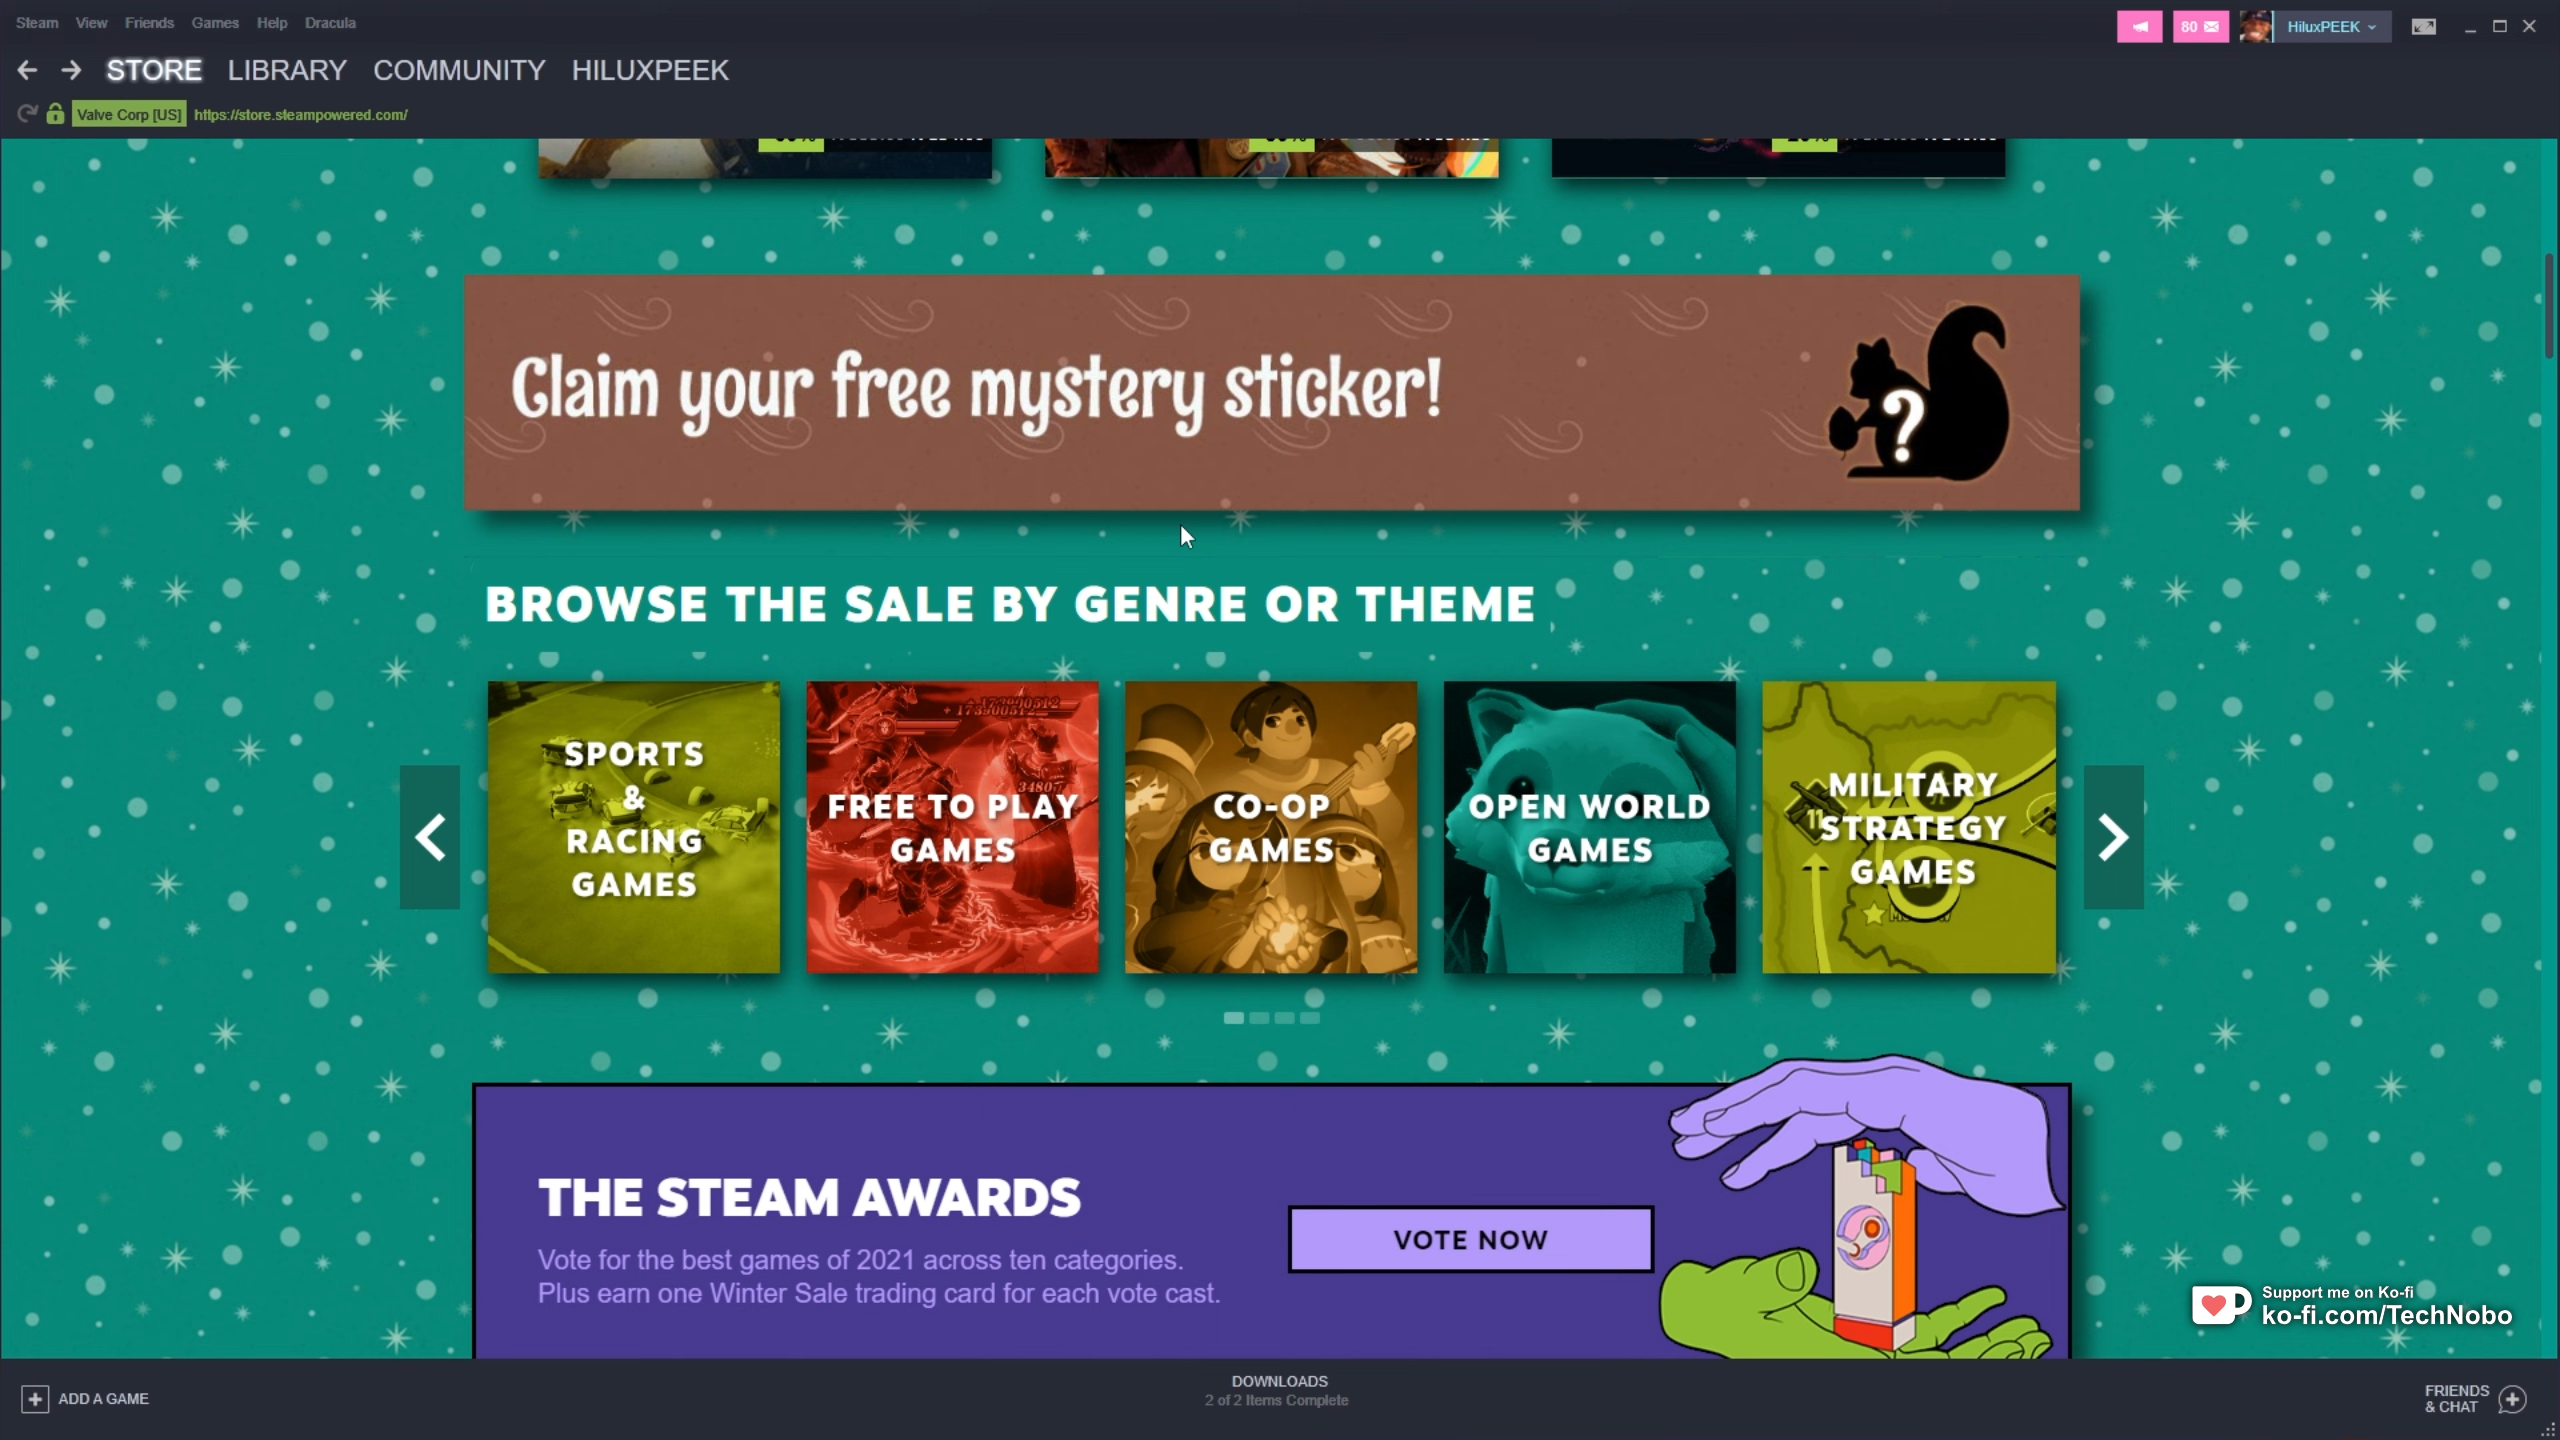 Steam View Friends Games Help Dracula
80 HiluxPEEK
STORE LIBRARY COMMUNITY HILUXPEEK
Valve Corp [US] https://store.steampowered.com/
Claim your free mystery sticker!
?
BROWSE THE SALE BY GENRE OR THEME
SPORTS
&
RACING
GAMES
FREE TO PLAY
GAMES
CO-OP
GAMES
OPEN WORLD
GAMES
MILITARY
STRATEGY
GAMES
11
34807
THE STEAM AWARDS
Vote for the best games of 2021 across ten categories.
Plus earn one Winter Sale trading card for each vote cast.
VOTE NOW
Support me on Ko-fi
ko-fi.com/TechNobo
ADD A GAME
DOWNLOADS
2 of 2 Items Complete
FRIENDS
& CHAT